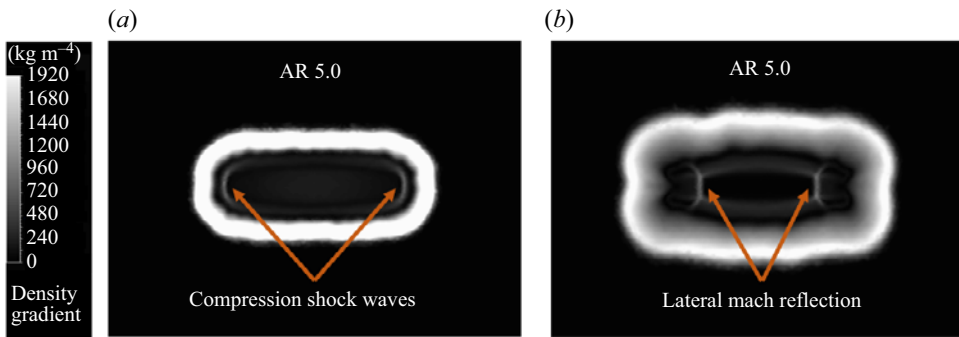 (a)
(b)
(kg m⁻⁴)
1920
1680
1440
1200
960
720
480
240
0
Density
gradient
AR 5.0
Compression shock waves
AR 5.0
Lateral mach reflection